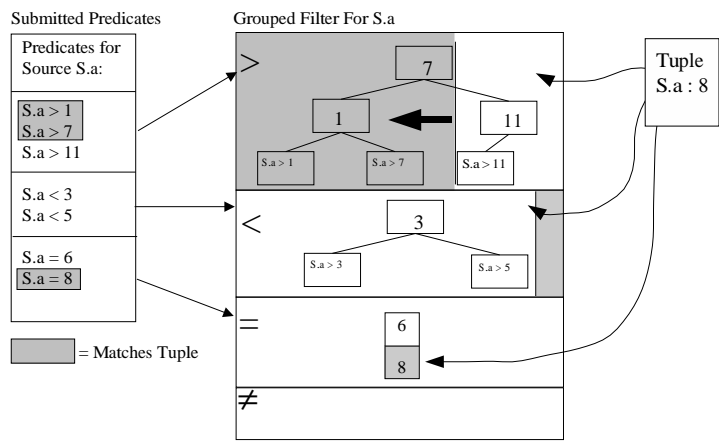 Submitted Predicates
Grouped Filter For S.a
Predicates for
Source S.a:
S.a > 1
S.a > 7
S.a > 11
S.a < 3
S.a < 5
S.a = 6
S.a = 8
= Matches Tuple
>
7
1
11
S.a > 1
S.a > 7
S.a > 11
<
3
S.a > 3
S.a > 5
=
6
8
≠
Tuple
S.a : 8